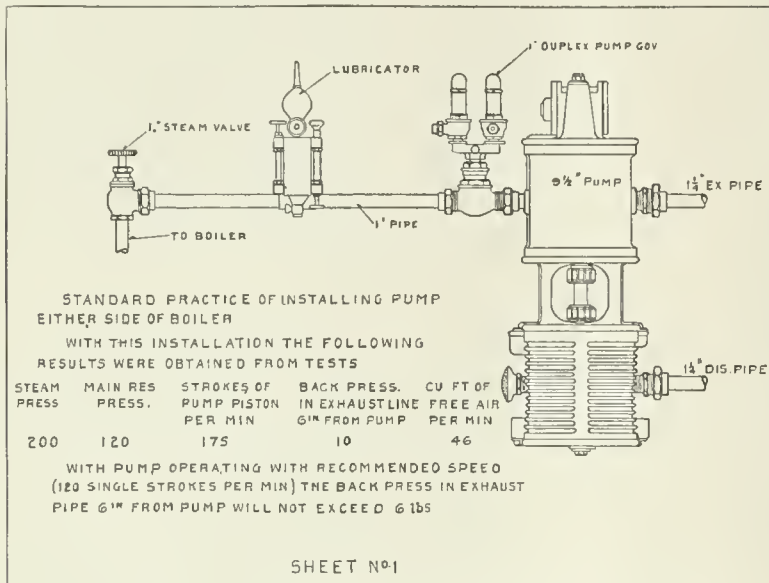 1" DUPLEX PUMP GOV
LUBRICATOR
1" STEAM VALVE
9½" PUMP
1¼" EX PIPE
1" PIPE
TO BOILER
STANDARD PRACTICE OF INSTALLING PUMP
EITHER SIDE OF BOILER
WITH THIS INSTALLATION THE FOLLOWING
RESULTS WERE OBTAINED FROM TESTS
1¼" DIS. PIPE
STEAM MAIN RES STROKES OF BACK PRESS. CU FT OF
PRESS PRESS. PUMP PISTON IN EXHAUST LINE FREE AIR
PER MIN 6IN FROM PUMP PER MIN
200 120 175 10 46
WITH PUMP OPERATING WITH RECOMMENDED SPEED
(120 SINGLE STROKES PER MIN) THE BACK PRESS IN EXHAUST
PIPE 6IN FROM PUMP WILL NOT EXCEED 6 lbs
SHEET NO. 1